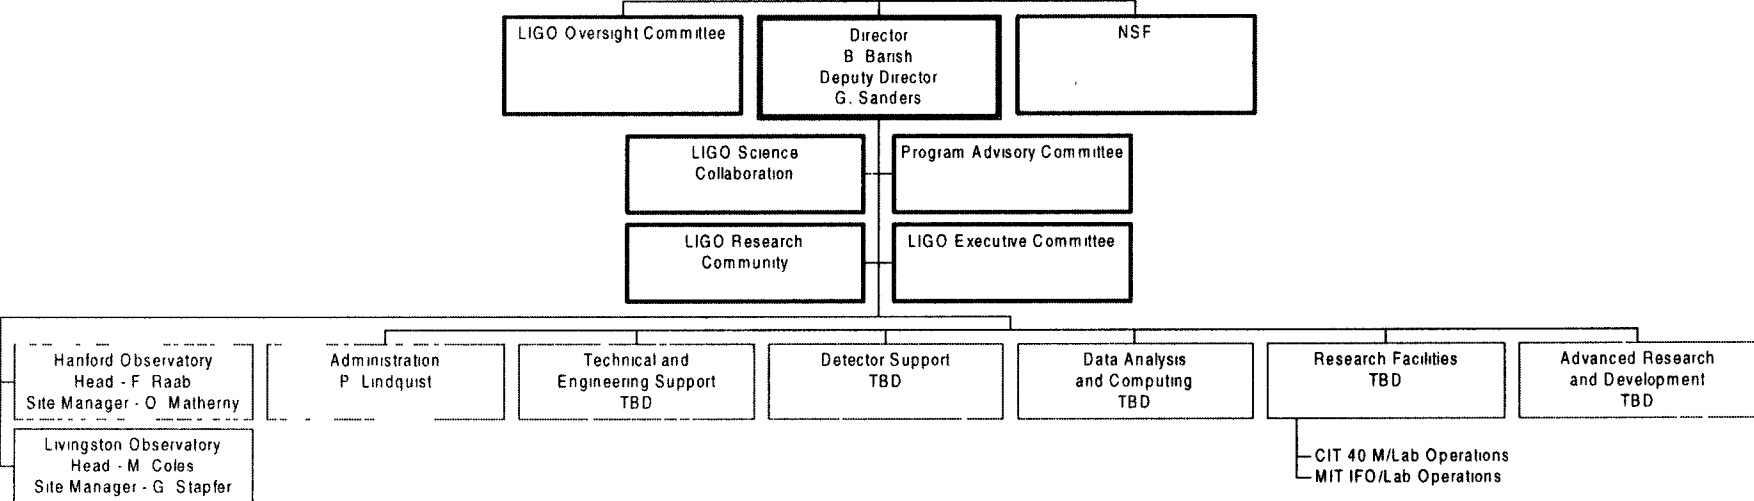 LIGO Oversight Committee
Director
B Barish
Deputy Director
G. Sanders
NSF
LIGO Science
Collaboration
Program Advisory Committee
LIGO Research
Community
LIGO Executive Committee
Hanford Observatory
Head - F Raab
Site Manager - O Matherny
Administration
P Lindquist
Technical and
Engineering Support
TBD
Detector Support
TBD
Data Analysis
and Computing
TBD
Research Facilities
TBD
Advanced Research
and Development
TBD
Livingston Observatory
Head - M Coles
Site Manager - G Stapfer
CIT 40 M/Lab Operations
MIT IFO/Lab Operations